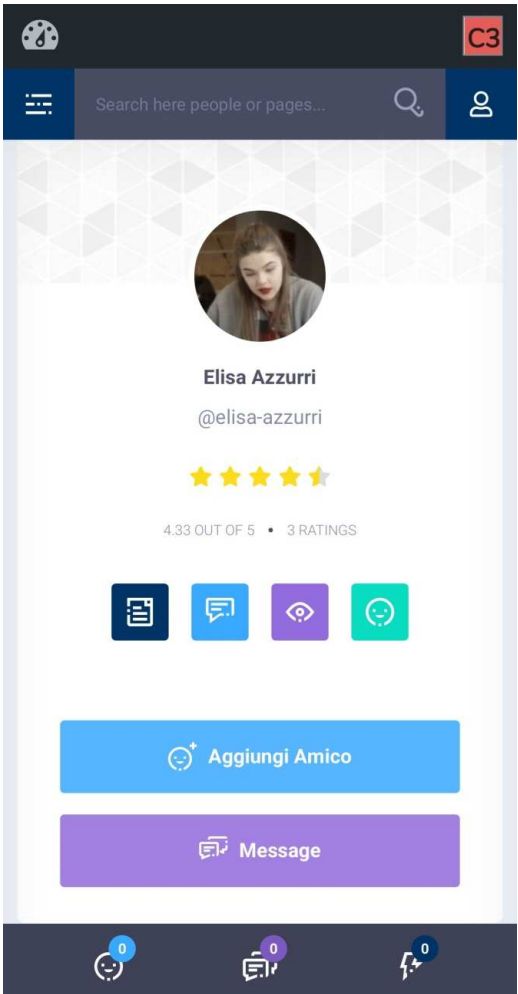 C3
Search here people or pages...
Elisa Azzurri
@elisa-azzurri
4.33 OUT OF 5 • 3 RATINGS
Aggiungi Amico
Message
0 0 0